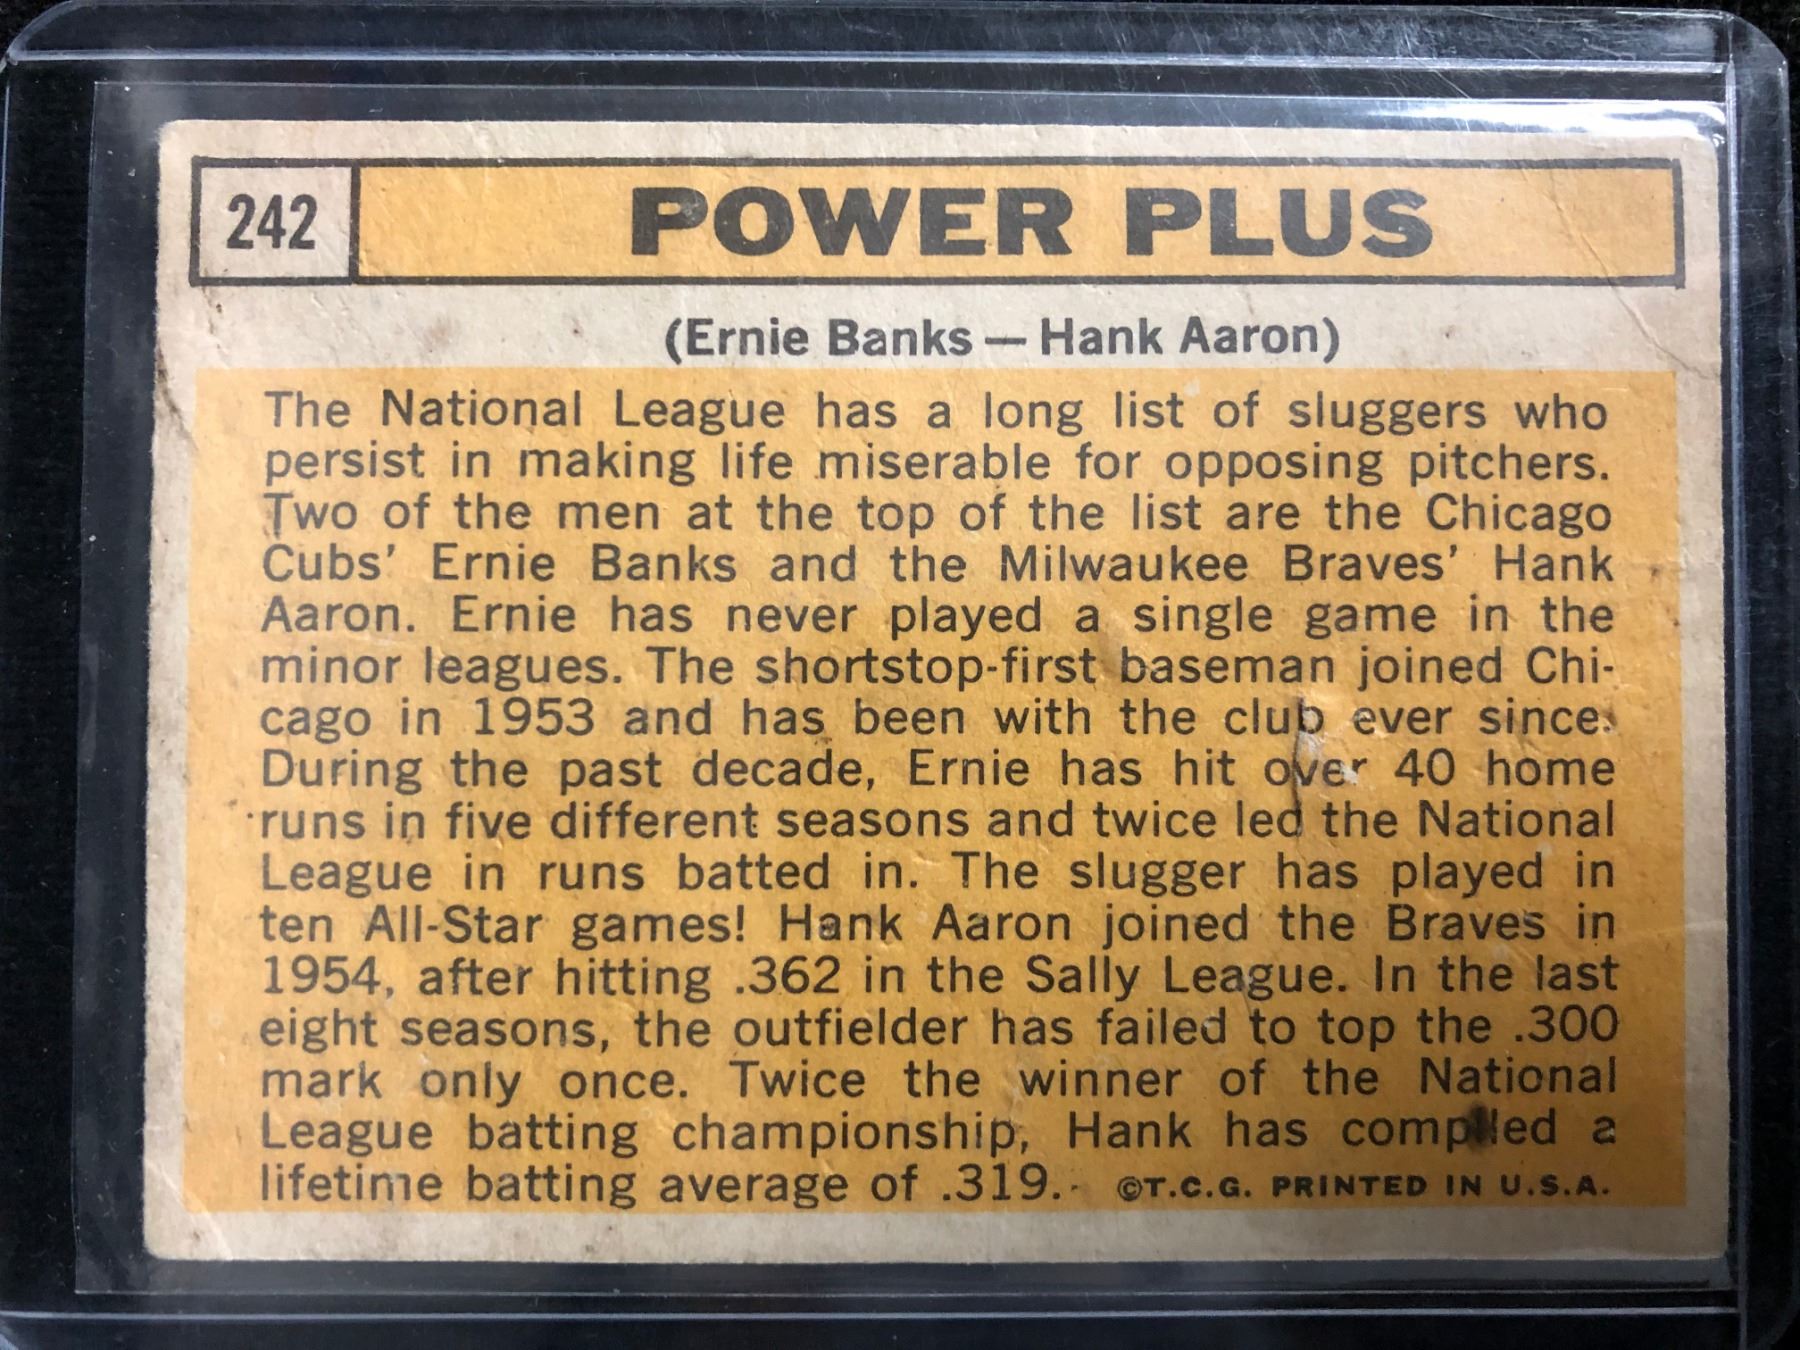 242 POWER PLUS
(Ernie Banks — Hank Aaron)
The National League has a long list of sluggers who
persist in making life miserable for opposing pitchers.
Two of the men at the top of the list are the Chicago
Cubs' Ernie Banks and the Milwaukee Braves' Hank
Aaron. Ernie has never played a single game in the
minor leagues. The shortstop-first baseman joined Chi-
cago in 1953 and has been with the club ever since.
During the past decade, Ernie has hit over 40 home
runs in five different seasons and twice led the National
League in runs batted in. The slugger has played in
ten All-Star games! Hank Aaron joined the Braves in
1954, after hitting .362 in the Sally League. In the last
eight seasons, the outfielder has failed to top the .300
mark only once. Twice the winner of the National
League batting championship, Hank has compiled a
lifetime batting average of .319. ©T.C.G. PRINTED IN U.S.A.